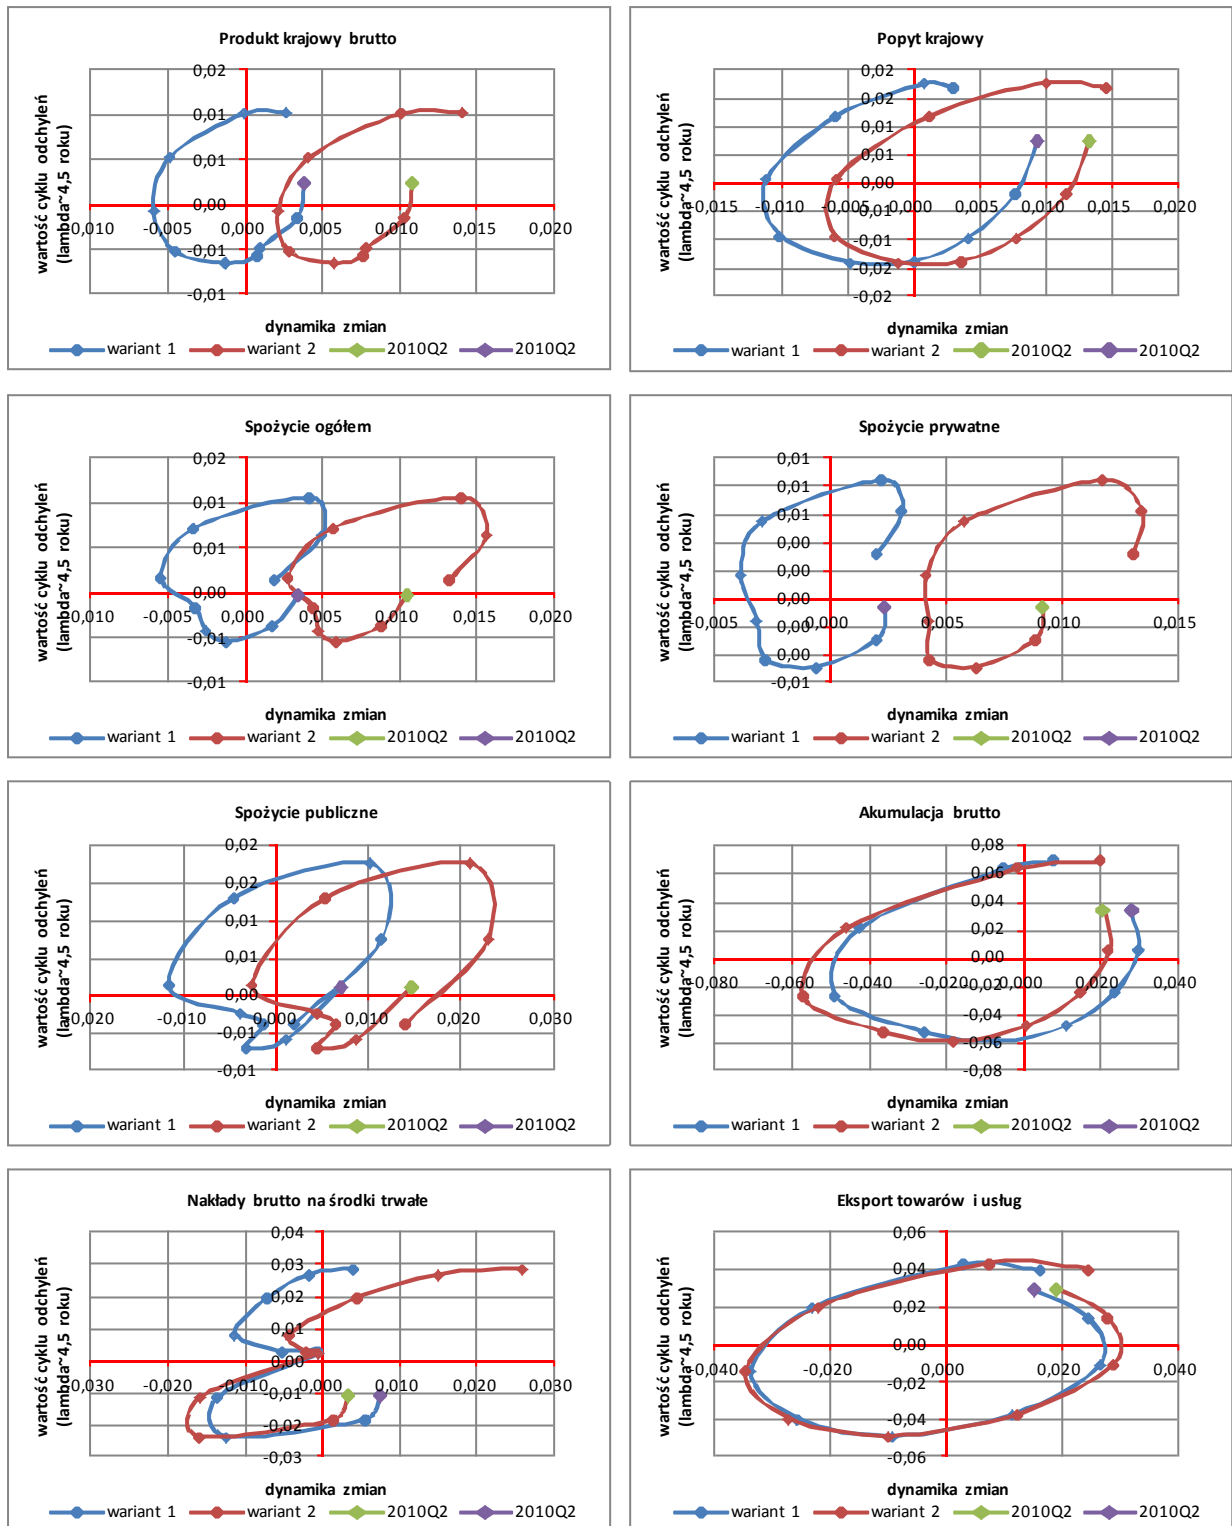 Produkt krajowy brutto
wartość cyklu odchyleń
(lambda~4,5 roku)
0,02
0,01
0,01
0,00
-0,01
-0,01
-0,010
-0,005
0,000
0,005
0,010
0,015
0,020
dynamika zmian
wariant 1
wariant 2
2010Q2
2010Q2
Popyt krajowy
wartość cyklu odchyleń
(lambda~4,5 roku)
0,02
0,02
0,01
0,01
0,00
-0,01
-0,01
-0,02
-0,02
-0,015
-0,010
-0,005
0,000
0,005
0,010
0,015
0,020
dynamika zmian
wariant 1
wariant 2
2010Q2
2010Q2
Spożycie ogółem
wartość cyklu odchyleń
(lambda~4,5 roku)
0,02
0,01
0,01
0,00
-0,01
-0,01
-0,010
-0,005
0,000
0,005
0,010
0,015
0,020
dynamika zmian
wariant 1
wariant 2
2010Q2
2010Q2
Spożycie prywatne
wartość cyklu odchyleń
(lambda~4,5 roku)
0,01
0,01
0,01
0,00
0,00
0,00
0,00
0,00
-0,01
-0,005
0,000
0,005
0,010
0,015
dynamika zmian
wariant 1
wariant 2
2010Q2
2010Q2
Spożycie publiczne
wartość cyklu odchyleń
(lambda~4,5 roku)
0,02
0,02
0,01
0,01
0,00
-0,01
-0,01
-0,020
-0,010
0,000
0,010
0,020
0,030
dynamika zmian
wariant 1
wariant 2
2010Q2
2010Q2
Akumulacja brutto
wartość cyklu odchyleń
(lambda~4,5 roku)
0,08
0,06
0,04
0,02
0,00
-0,02
-0,04
-0,06
-0,08
-0,080
-0,060
-0,040
-0,020
0,000
0,020
0,040
dynamika zmian
wariant 1
wariant 2
2010Q2
2010Q2
Nakłady brutto na środki trwałe
wartość cyklu odchyleń
(lambda~4,5 roku)
0,04
0,03
0,02
0,01
0,00
-0,01
-0,02
-0,03
-0,030
-0,020
-0,010
0,000
0,010
0,020
0,030
dynamika zmian
wariant 1
wariant 2
2010Q2
2010Q2
Eksport towarów i usług
wartość cyklu odchyleń
(lambda~4,5 roku)
0,06
0,04
0,02
0,00
-0,02
-0,04
-0,06
-0,040
-0,020
0,000
0,020
0,040
dynamika zmian
wariant 1
wariant 2
2010Q2
2010Q2